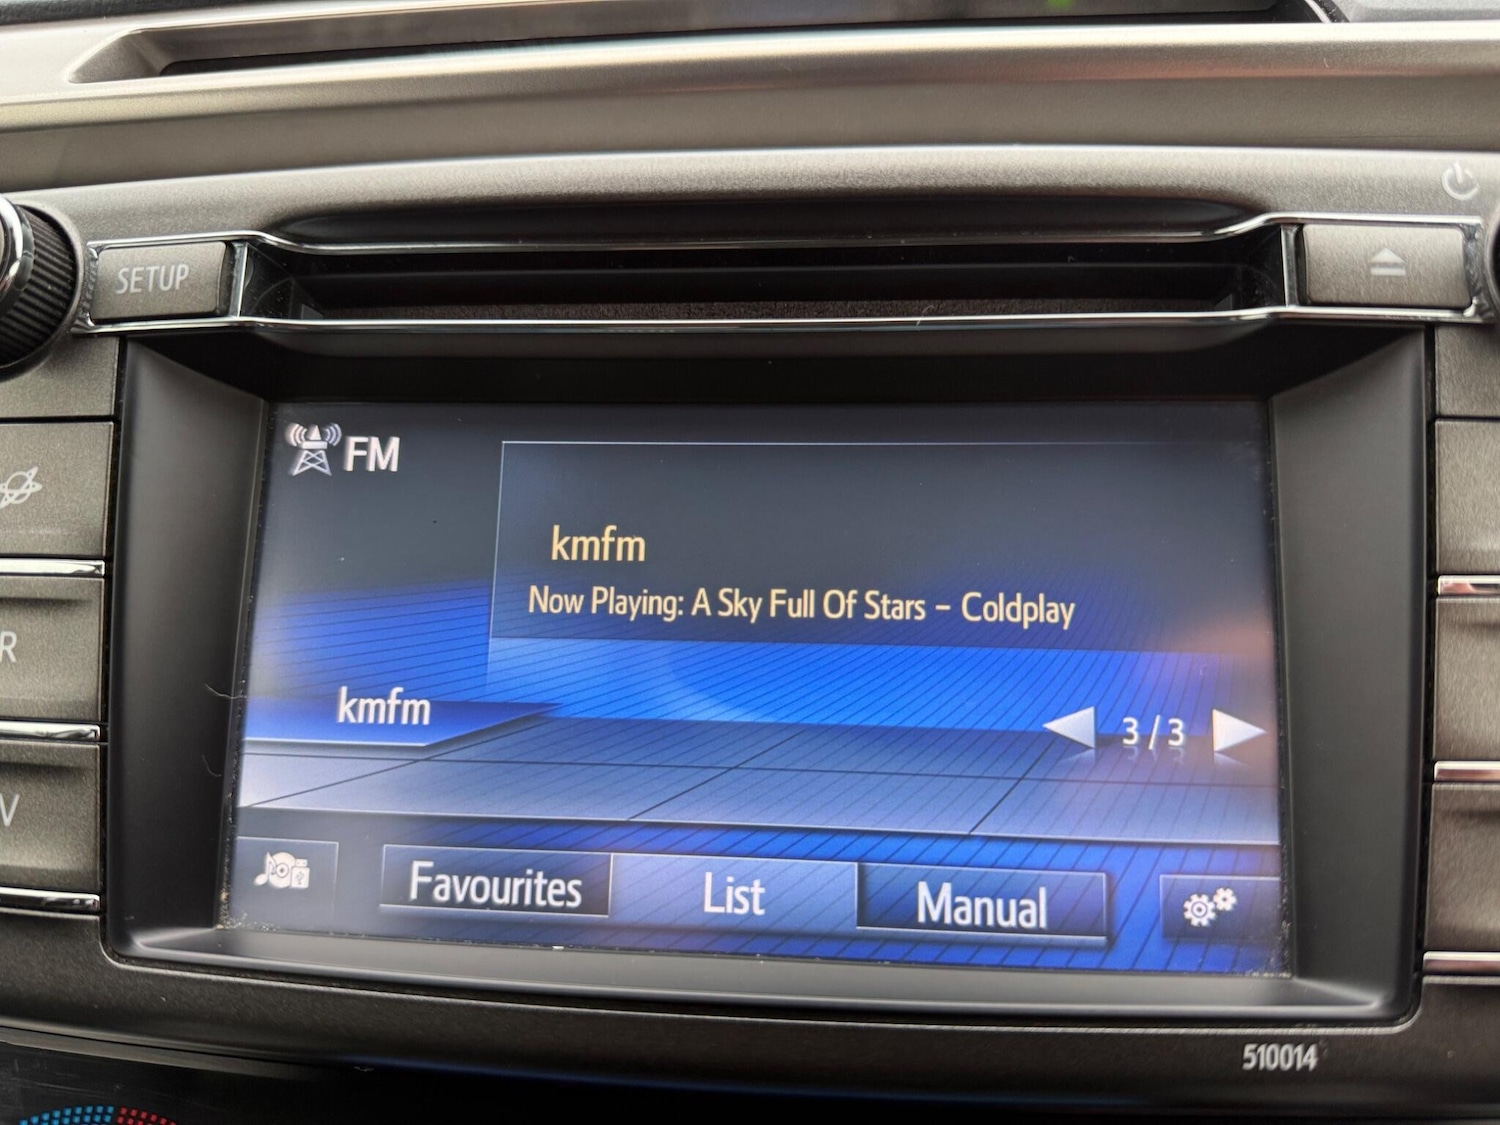 SETUP
FM
kmfm
Now Playing: A Sky Full Of Stars - Coldplay
kmfm
3 / 3
Favourites
List
Manual
R
V
510014